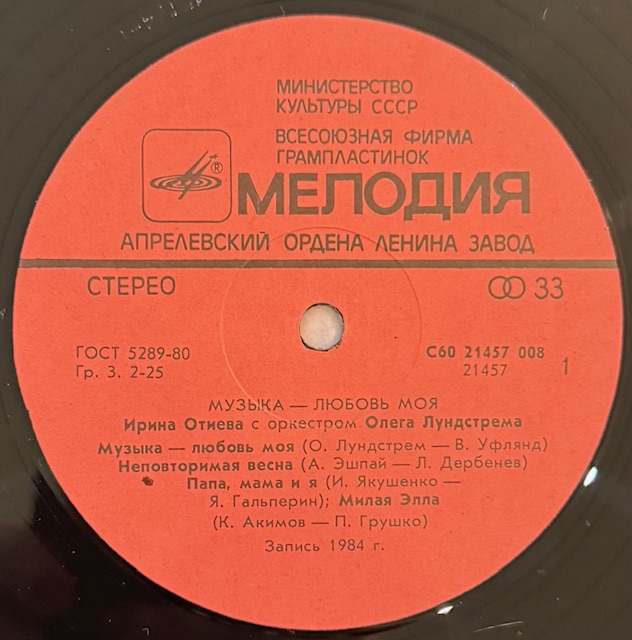 МИНИСТЕРСТВО
КУЛЬТУРЫ СССР
ВСЕСОЮЗНАЯ ФИРМА
ГРАМПЛАСТИНОК
®
МЕЛОДИЯ
АПРЕЛЕВСКИЙ ОРДЕНА ЛЕНИНА ЗАВОД
СТЕРЕО 33
ГОСТ 5289-80 С60 21457 008
Гр. 3. 2-25 21457 1
МУЗЫКА — ЛЮБОВЬ МОЯ
Ирина Отиева с оркестром Олега Лундстрема
Музыка — любовь моя (О. Лундстрем — В. Уфлянд)
Неповторимая весна (А. Эшпай — Л. Дербенев)
Папа, мама и я (И. Якушенко —
Я. Гальперин); Милая Элла
(К. Акимов — П. Грушко)
Запись 1984 г.